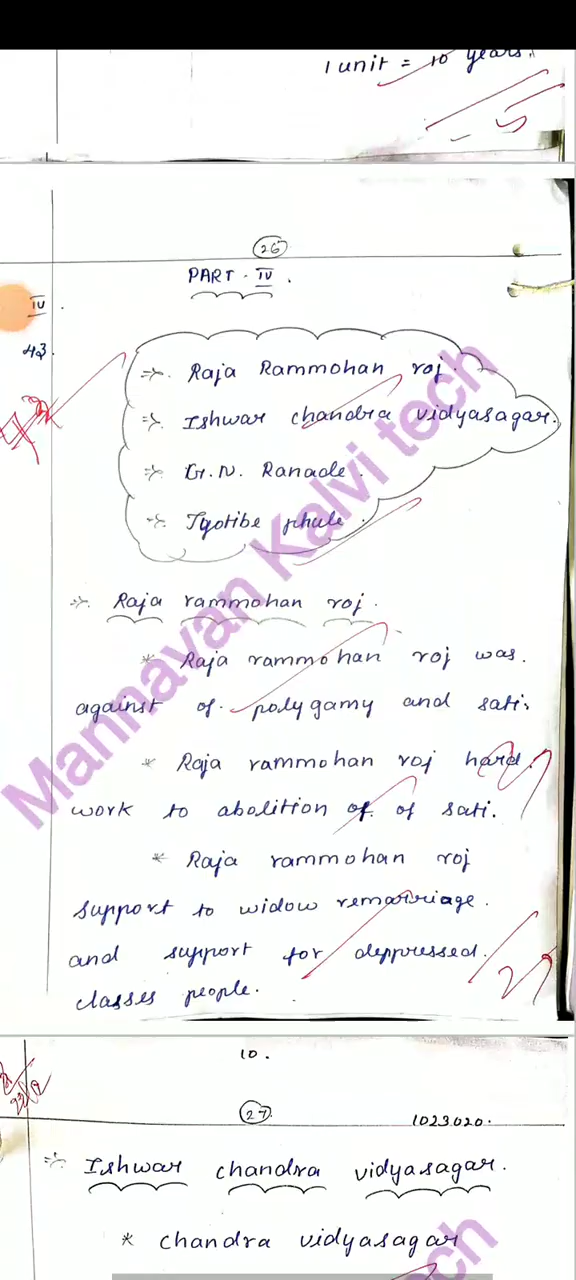 1 unit = 10 years.
5
26
PART - IV.
IV.
43.
Raja Rammohan roj.
Ishwar chandra vidyasagar.
G.N. Ranade.
Jyotibe phule.
Raja rammohan roj.
* Raja rammohan roj was.
against of. polygamy and sati.
* Raja rammohan roj hard.
work to abolition of. of sati.
* Raja rammohan roj
support to widow remarriage.
and support for deppressed.
classes people.
10.
27
1023020.
Ishwar chandra vidyasagar.
* chandra vidyasagar
Mannavan Kalvi tech
tech